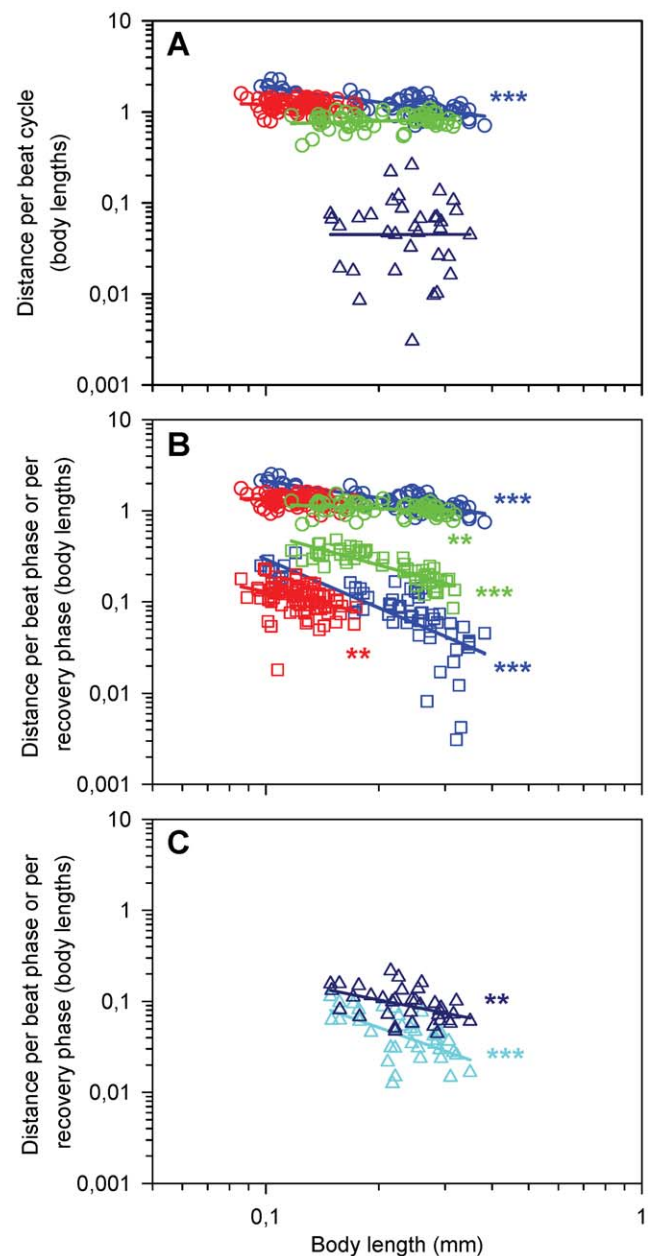 10
A
1
***
0,1
0,01
0,001
Distance per beat cycle
(body lengths)
10
B
1
***
**
***
0,1
**
***
0,01
0,001
Distance per beat phase or per
recovery phase (body lengths)
10
C
1
0,1
**
***
0,01
0,001
Distance per beat phase or per
recovery phase (body lengths)
0,1
1
Body length (mm)